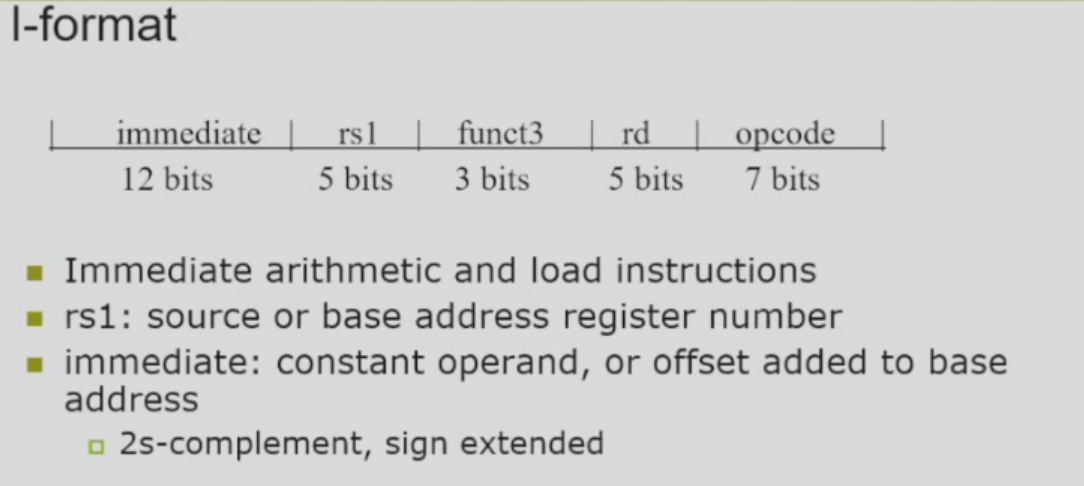 I-format
immediate rs1 funct3 rd opcode
12 bits 5 bits 3 bits 5 bits 7 bits
Immediate arithmetic and load instructions
rs1: source or base address register number
immediate: constant operand, or offset added to base
address
2s-complement, sign extended